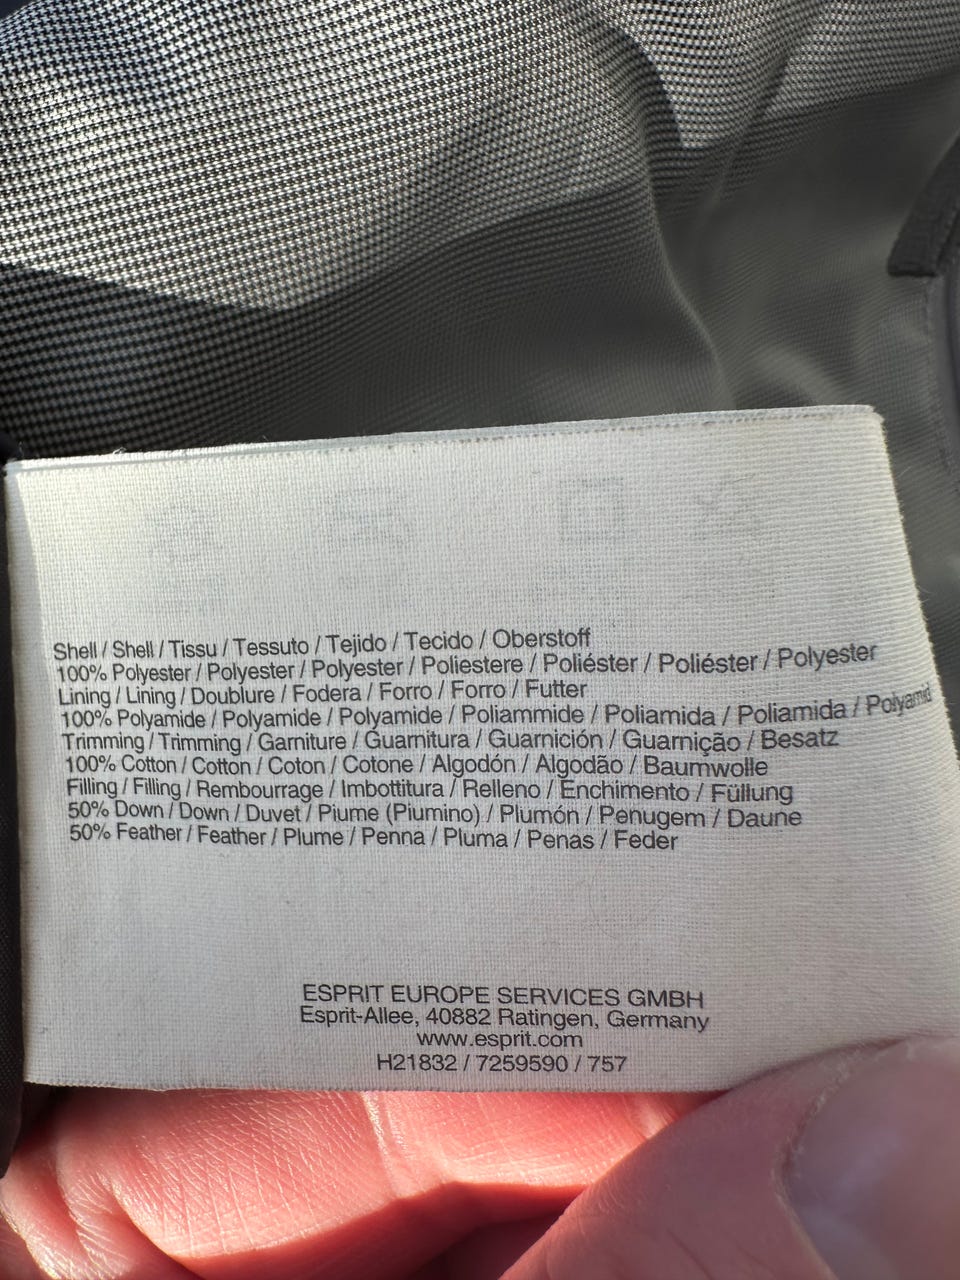 Shell / Shell / Tissu / Tessuto / Tejido / Tecido / Oberstoff
100% Polyester / Polyester / Polyester / Poliestere / Poliéster / Poliéster / Polyester
Lining / Lining / Doublure / Fodera / Forro / Forro / Futter
100% Polyamide / Polyamide / Polyamide / Poliammide / Poliamida / Poliamida / Polyamid
Trimming / Trimming / Garniture / Guarnitura / Guarnición / Guarnição / Besatz
100% Cotton / Cotton / Coton / Cotone / Algodón / Algodão / Baumwolle
Filling / Filling / Rembourrage / Imbottitura / Relleno / Enchimento / Füllung
50% Down / Down / Duvet / Piume (Piumino) / Plumón / Penugem / Daune
50% Feather / Feather / Plume / Penna / Pluma / Penas / Feder
ESPRIT EUROPE SERVICES GMBH
Esprit-Allee, 40882 Ratingen, Germany
www.esprit.com
H21832 / 7259590 / 757